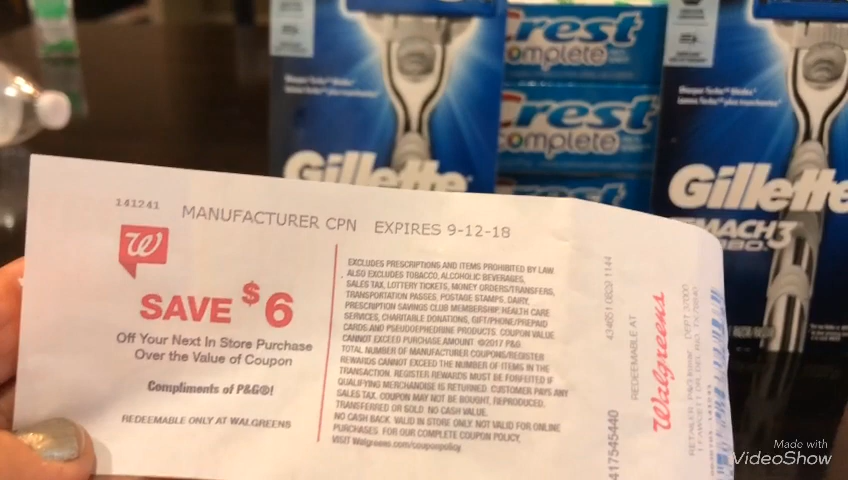 Crest
Complete
Crest
Complete
Crest
Gillette
Gillette
MACH3
TURBO
141241
MANUFACTURER CPN EXPIRES 9-12-18
W
SAVE $6
Off Your Next In Store Purchase
Over the Value of Coupon
Compliments of P&G®!
REDEEMABLE ONLY AT WALGREENS
EXCLUDES PRESCRIPTIONS AND ITEMS PROHIBITED BY LAW
ALSO EXCLUDES TOBACCO, ALCOHOLIC BEVERAGES,
SALES TAX, LOTTERY TICKETS, MONEY ORDERS/TRANSFERS,
TRANSPORTATION PASSES, POSTAGE STAMPS, DAIRY,
PRESCRIPTION SAVINGS CLUB MEMBERSHIP, HEALTH CARE
SERVICES, CHARITABLE DONATIONS, GIFT/PHONE/PREPAID
CARDS AND PSEUDOEPHEDRINE PRODUCTS. COUPON VALUE
CANNOT EXCEED PURCHASE AMOUNT. ©2017 P&G
TOTAL NUMBER OF MANUFACTURER COUPONS/REGISTER
REWARDS CANNOT EXCEED THE NUMBER OF ITEMS IN THE
TRANSACTION. REGISTER REWARDS MUST BE FORFEITED IF
QUALIFYING MERCHANDISE IS RETURNED. CUSTOMER PAYS ANY
SALES TAX. COUPON MAY NOT BE BOUGHT, REPRODUCED,
TRANSFERRED OR SOLD. NO CASH VALUE.
NO CASH BACK. VALID IN STORE ONLY. NOT VALID FOR ONLINE
PURCHASES. FOR OUR COMPLETE COUPON POLICY,
VISIT Walgreens.com/couponpolicy
417545440
434651 0829 1144
REDEEMABLE AT
Walgreens
Made with
VideoShow